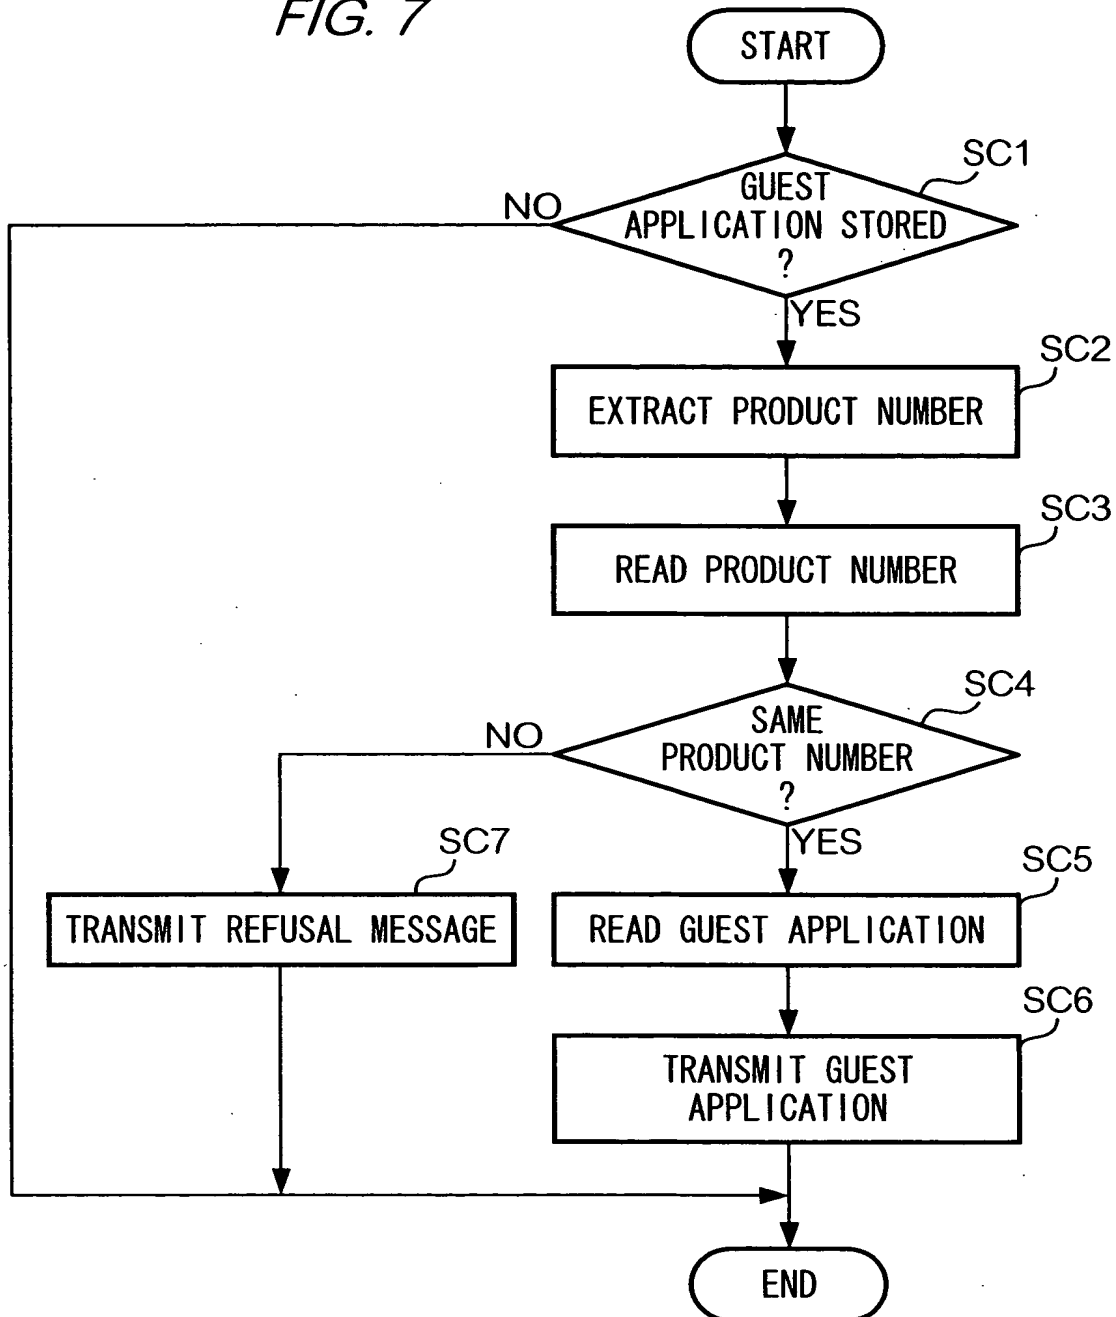 FIG. 7
START
SC1
GUEST
APPLICATION STORED
?
NO
YES
SC2
EXTRACT PRODUCT NUMBER
SC3
READ PRODUCT NUMBER
SC4
SAME
PRODUCT NUMBER
?
NO
YES
SC7
TRANSMIT REFUSAL MESSAGE
SC5
READ GUEST APPLICATION
SC6
TRANSMIT GUEST
APPLICATION
END